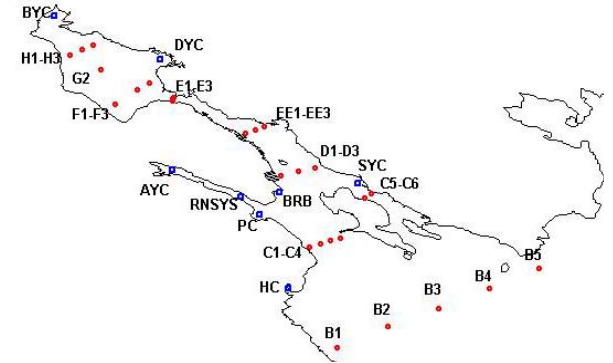 BYC
DYC
H1-H3
G2
E1-E3
F1-F3
EE1-EE3
D1-D3
SYC
AYC
C5-C6
RNSYS
BRB
PC
C1-C4
B5
HC
B4
B3
B2
B1